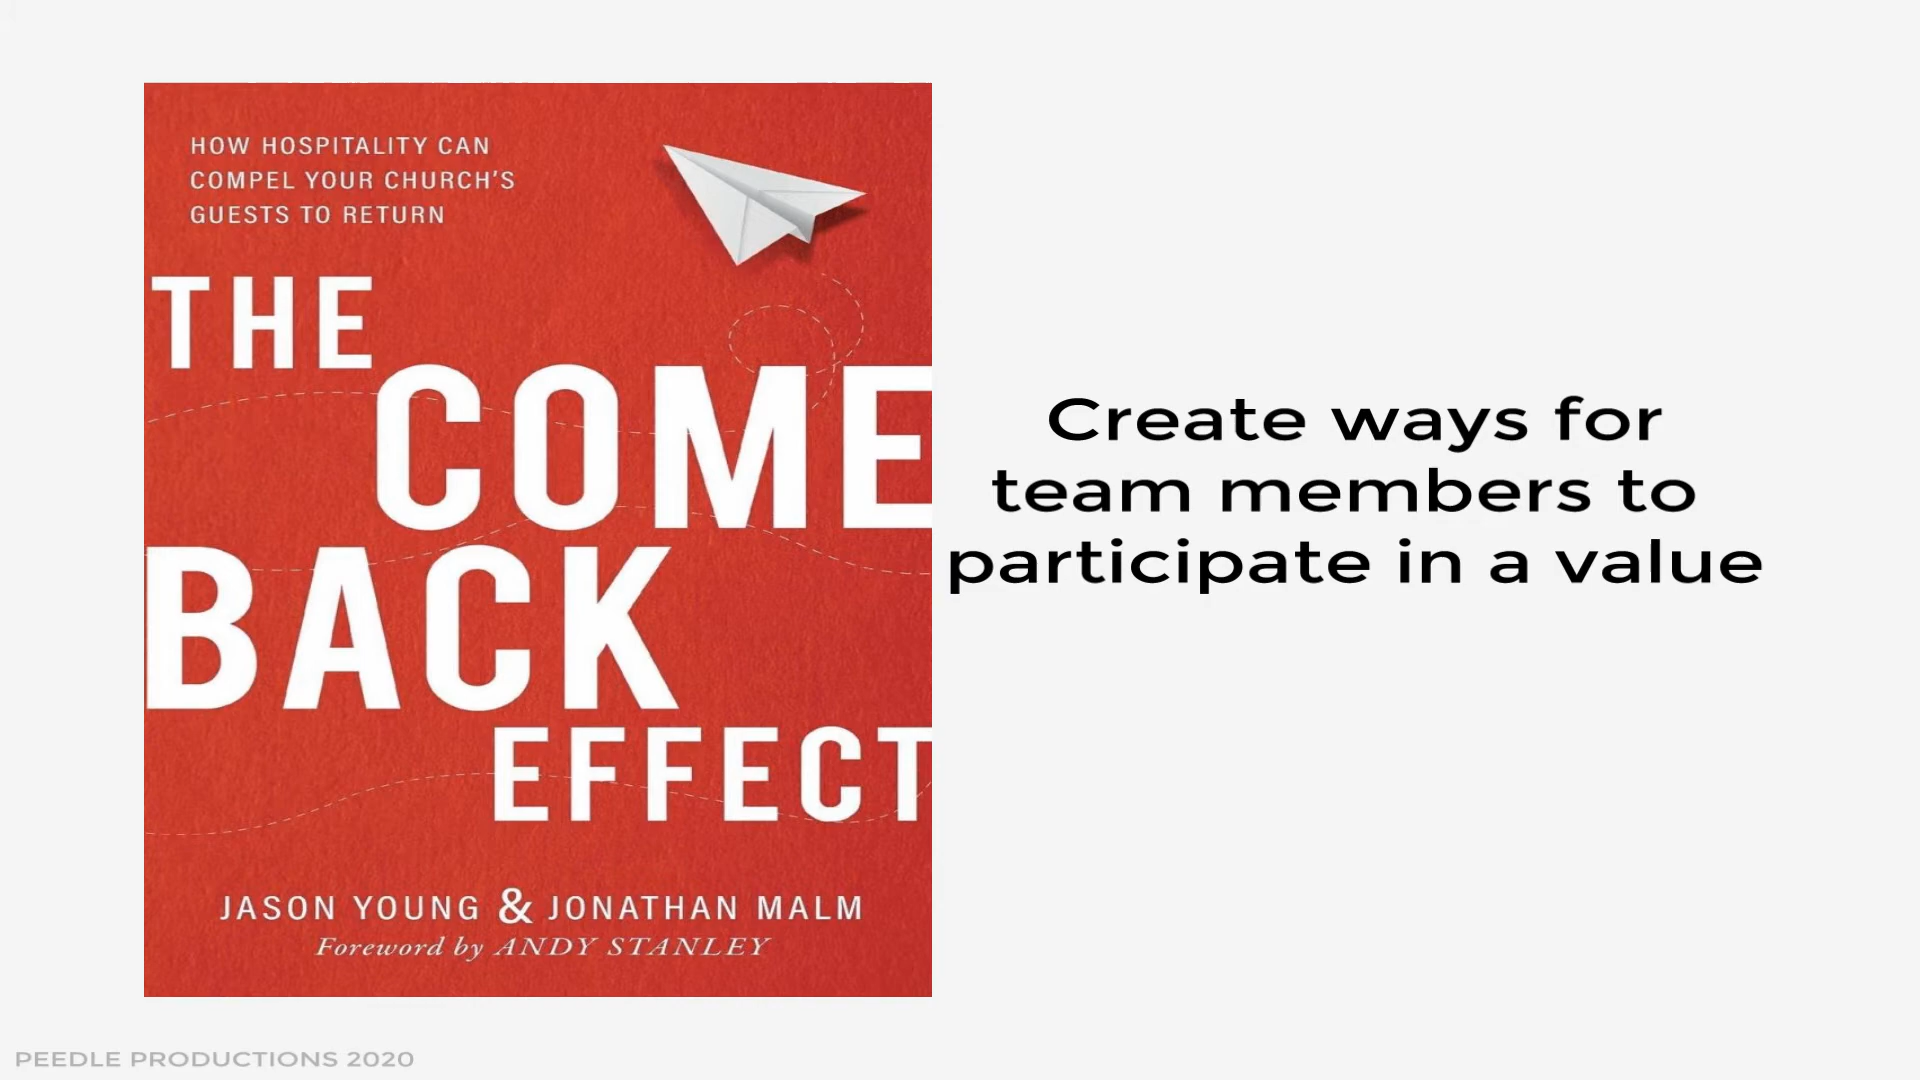 HOW HOSPITALITY CAN
COMPEL YOUR CHURCH'S
GUESTS TO RETURN
THE
COME
BACK
EFFECT
JASON YOUNG & JONATHAN MALM
Foreword by ANDY STANLEY
Create ways for
team members to
participate in a value
PEEDLE PRODUCTIONS 2020